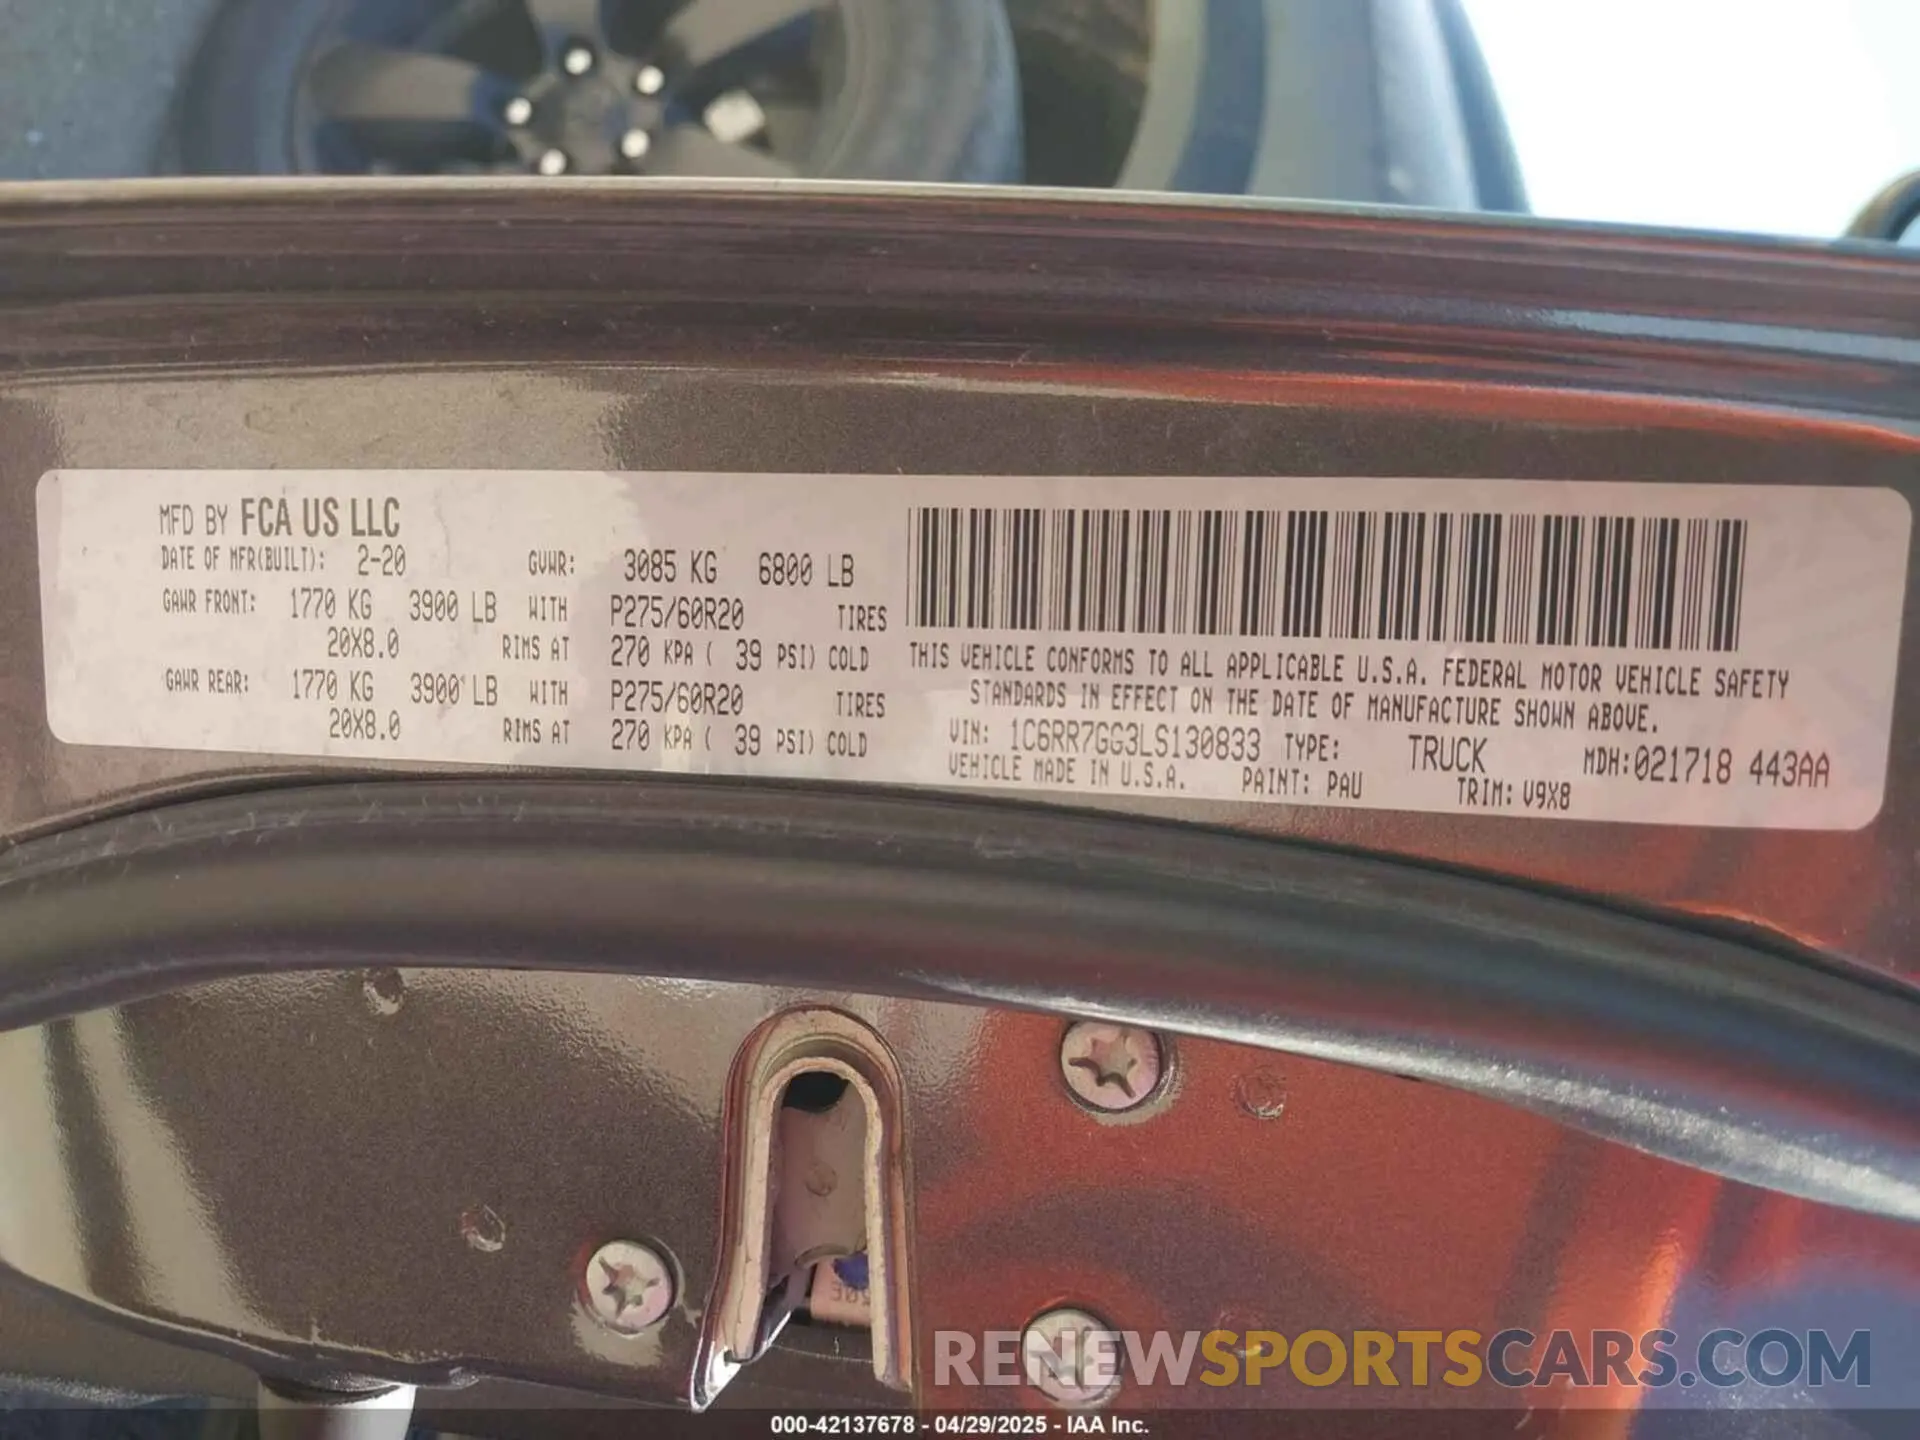 MFD BY FCA US LLC
DATE OF MFR(BUILT): 2-20 GVWR: 3085 KG 6800 LB
GAWR FRONT: 1770 KG 3900 LB WITH P275/60R20 TIRES
20X8.0 RIMS AT 270 KPA ( 39 PSI) COLD
GAWR REAR: 1770 KG 3900 LB WITH P275/60R20 TIRES
20X8.0 RIMS AT 270 KPA ( 39 PSI) COLD
THIS VEHICLE CONFORMS TO ALL APPLICABLE U.S.A. FEDERAL MOTOR VEHICLE SAFETY
STANDARDS IN EFFECT ON THE DATE OF MANUFACTURE SHOWN ABOVE.
VIN: 1C6RR7GG3LS130833 TYPE: TRUCK MDH:021718 443AA
VEHICLE MADE IN U.S.A. PAINT: PAU TRIM: V9X8
RENEWSPORTSCARS.COM
000-42137678 - 04/29/2025 - IAA Inc.